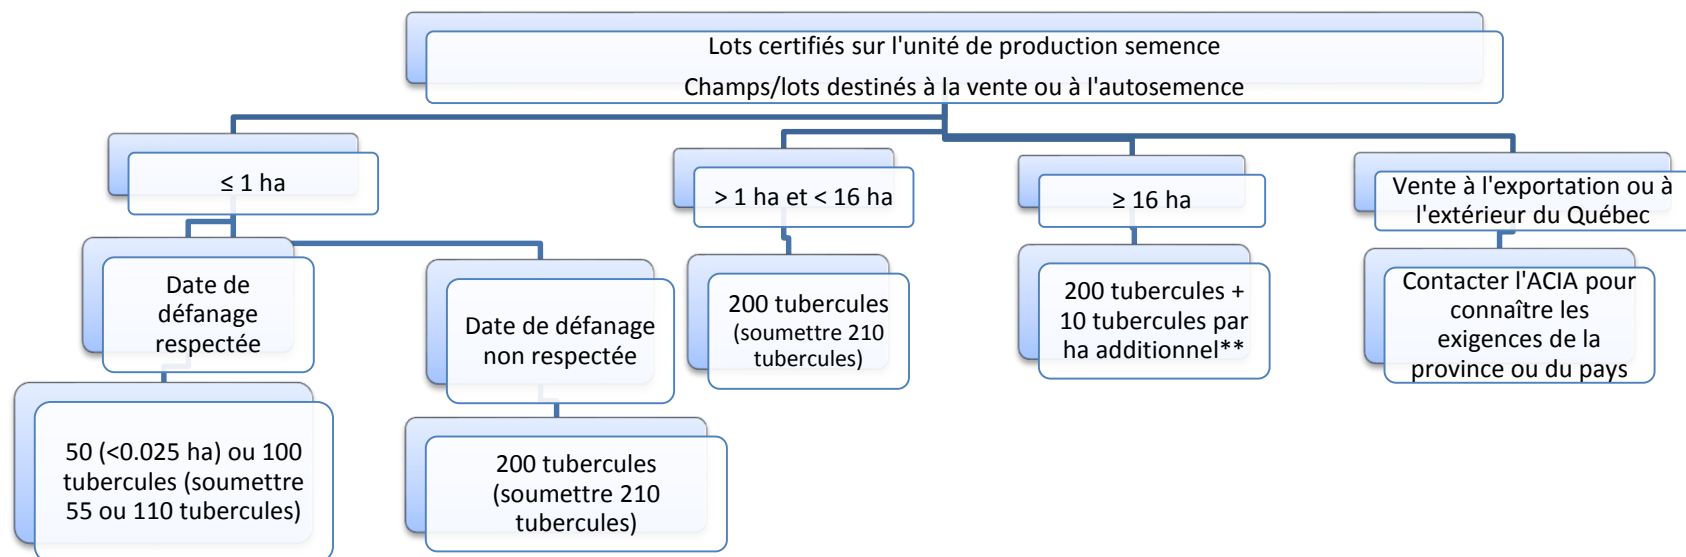 Lots certifiés sur l'unité de production semence
Champs/lots destinés à la vente ou à l'autosemence
≤ 1 ha
> 1 ha et < 16 ha
≥ 16 ha
Vente à l'exportation ou à
l'extérieur du Québec
Date de
défanage
respectée
Date de défanage
non respectée
200 tubercules
(soumettre 210
tubercules)
200 tubercules +
10 tubercules par
ha additionnel**
Contacter l'ACIA pour
connaître les
exigences de la
province ou du pays
50 (<0.025 ha) ou 100
tubercules (soumettre
55 ou 110 tubercules)
200 tubercules
(soumettre 210
tubercules)